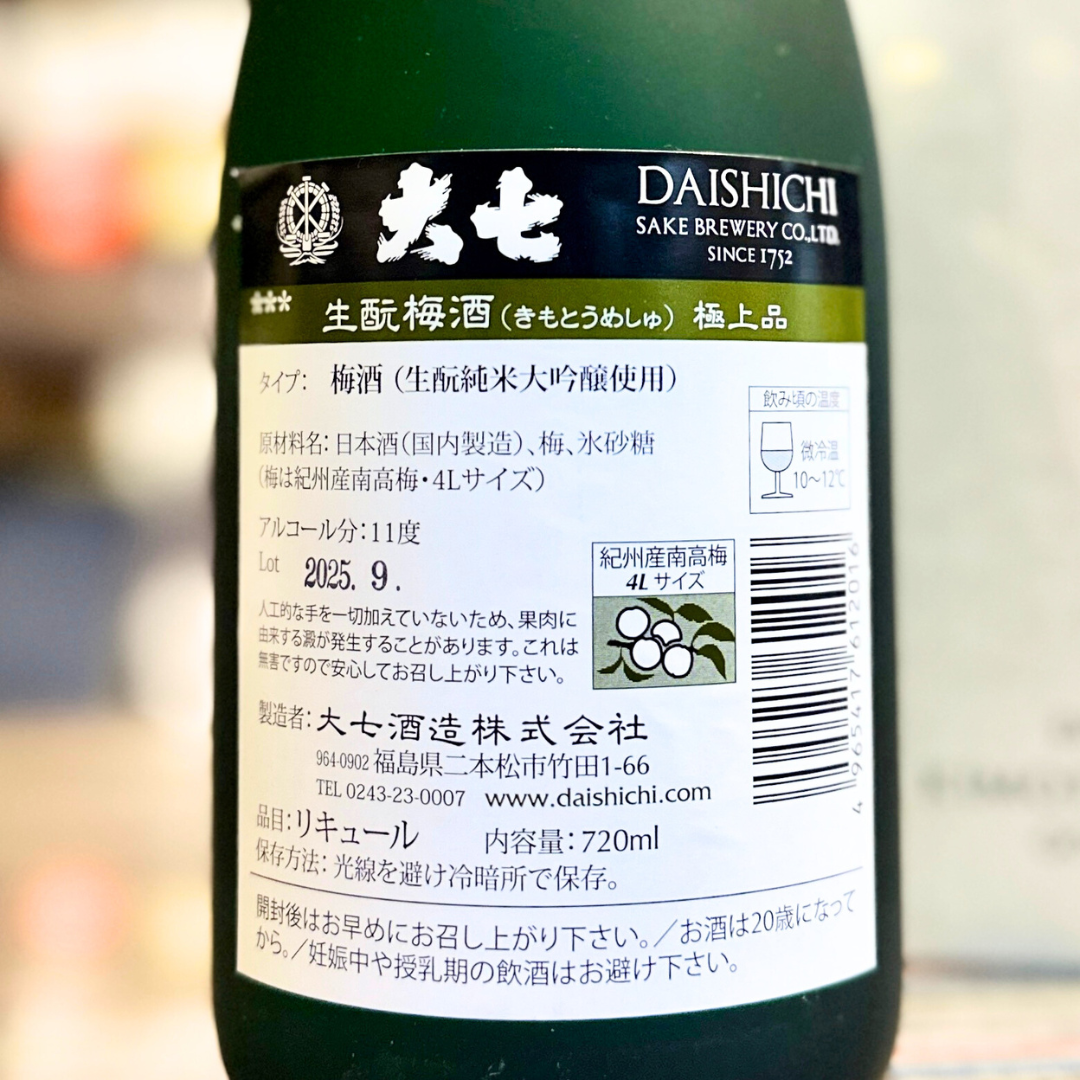 大七
DAISHICHI
SAKE BREWERY CO.,LTD.
SINCE 1752
*** 生酛梅酒(きもとうめしゅ) 極上品
タイプ: 梅酒(生酛純米大吟醸使用)
原材料名:日本酒(国内製造)、梅、氷砂糖
(梅は紀州産南高梅・4Lサイズ)
飲み頃の温度
微冷温
10〜12℃
アルコール分:11度
Lot 2025. 9.
人工的な手を一切加えていないため、果肉に
由来する澱が発生することがあります。これは
無害ですので安心してお召し上がり下さい。
紀州産南高梅
4Lサイズ
4965417612016
製造者:大七酒造株式会社
964-0902 福島県二本松市竹田1-66
TEL 0243-23-0007 www.daishichi.com
品目:リキュール 内容量:720ml
保存方法:光線を避け冷暗所で保存。
開封後はお早めにお召し上がり下さい。/お酒は20歳になって
から。/妊娠中や授乳期の飲酒はお避け下さい。